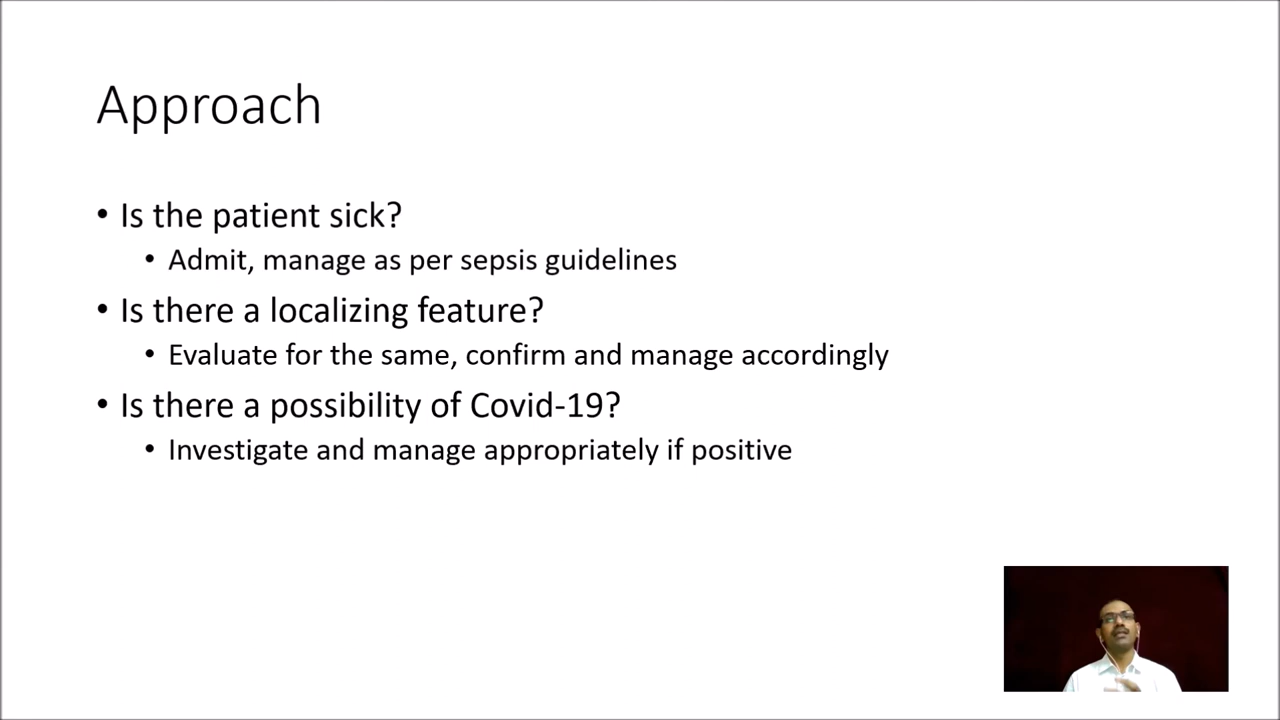 Approach
• Is the patient sick?
• Admit, manage as per sepsis guidelines
• Is there a localizing feature?
• Evaluate for the same, confirm and manage accordingly
• Is there a possibility of Covid-19?
• Investigate and manage appropriately if positive